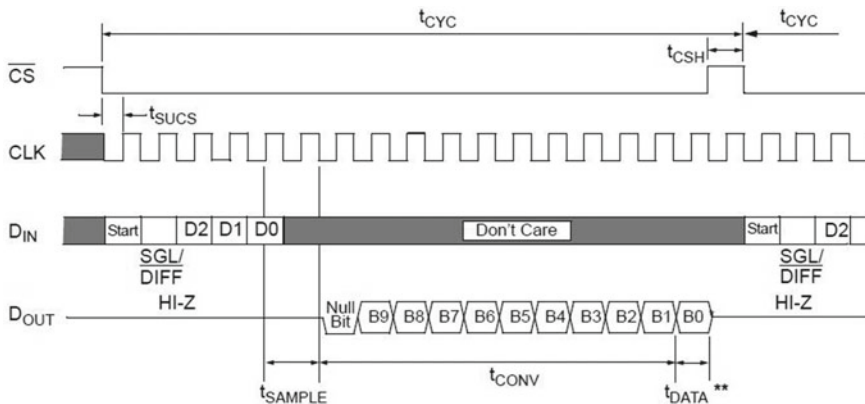 tCYC tCYC
tCSH
CS
tSUCS
CLK
DIN Start D2 D1 D0 Don't Care Start D2
SGL/ SGL/
DIFF DIFF
HI-Z HI-Z
DOUT Null Bit B9 B8 B7 B6 B5 B4 B3 B2 B1 B0
tSAMPLE tCONV tDATA **